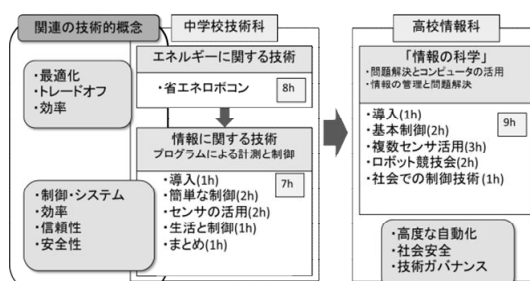 関連の技術的概念
・最適化
・トレードオフ
・効率
・制御・システム
・効率
・信頼性
・安全性
中学校技術科
エネルギーに関する技術
・省エネロボコン
8h
情報に関する技術
プログラムによる計測と制御
7h
・導入(1h)
・簡単な制御(2h)
・センサの活用(2h)
・生活と制御(1h)
・まとめ(1h)
高校情報科
「情報の科学」
・問題解決とコンピュータの活用
・情報の管理と問題解決
9h
・導入(1h)
・基本制御(2h)
・複数センサ活用(3h)
・ロボット競技会(2h)
・社会での制御技術(1h)
・高度な自動化
・社会安全
・技術ガバナンス